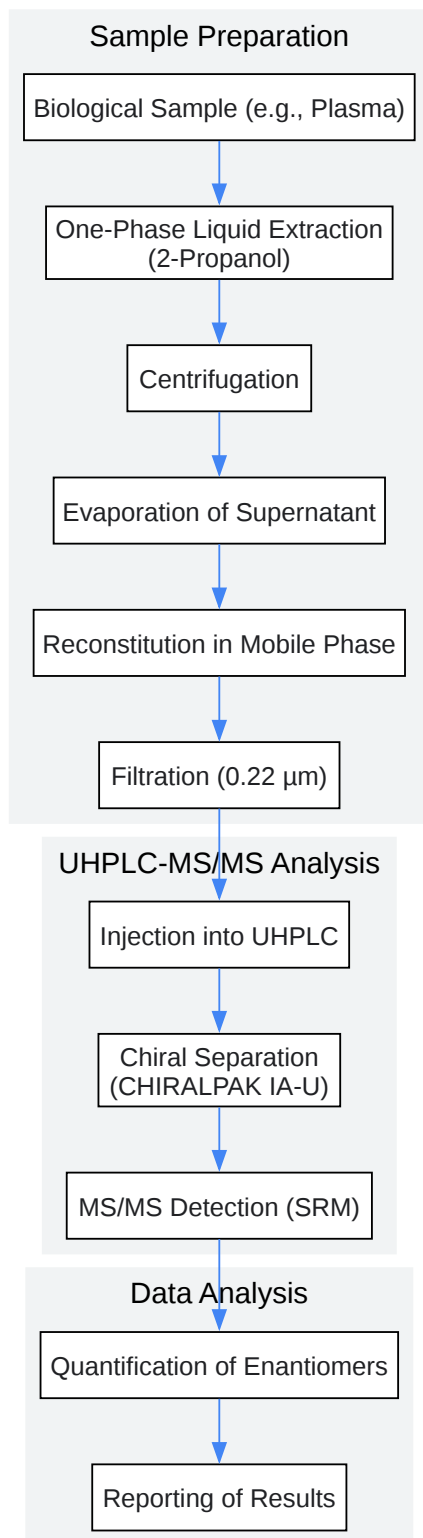 Sample Preparation
Biological Sample (e.g., Plasma)
One-Phase Liquid Extraction
(2-Propanol)
Centrifugation
Evaporation of Supernatant
Reconstitution in Mobile Phase
Filtration (0.22 µm)
UHPLC-MS/MS Analysis
Injection into UHPLC
Chiral Separation
(CHIRALPAK IA-U)
MS/MS Detection (SRM)
Data Analysis
Quantification of Enantiomers
Reporting of Results